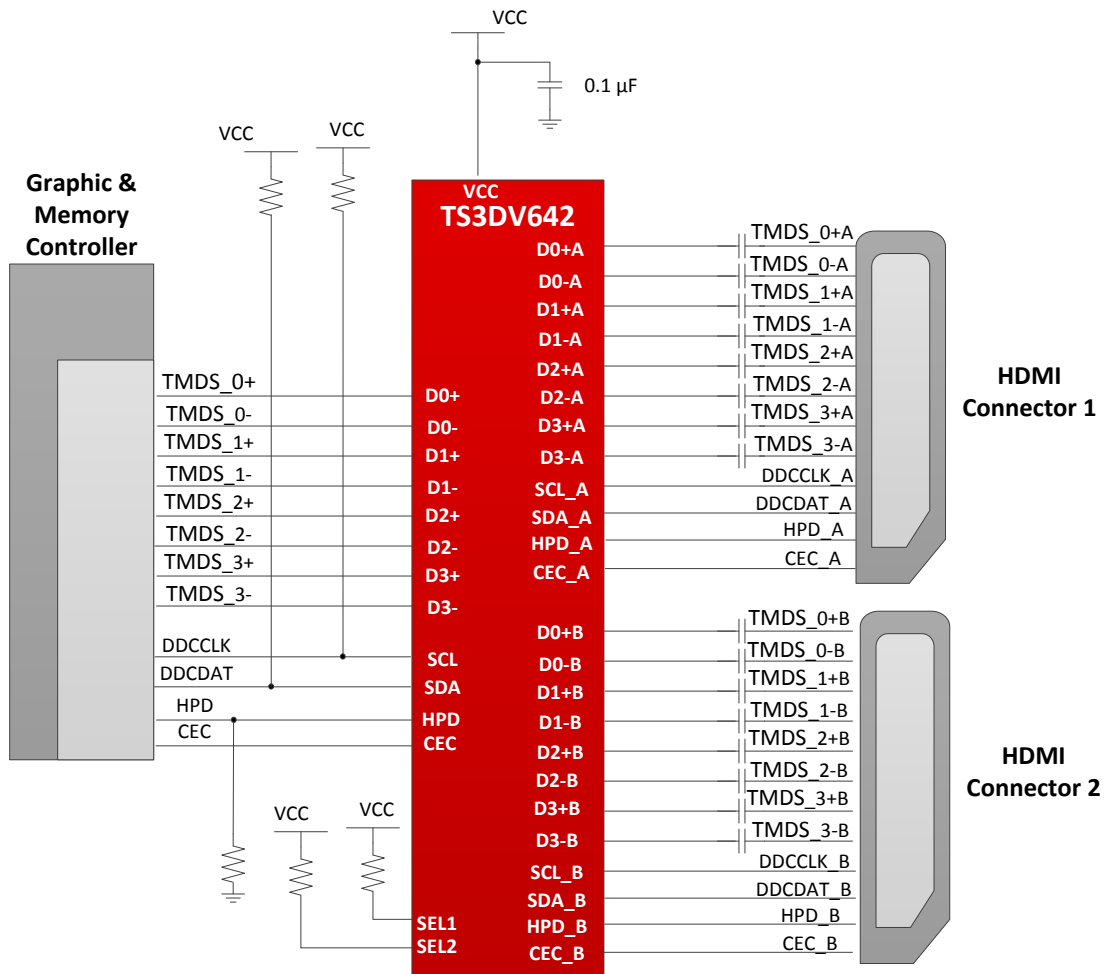 VCC
0.1 µF
VCC
VCC
Graphic &
Memory
Controller
VCC
TS3DV642
TMDS_0+
TMDS_0-
TMDS_1+
TMDS_1-
TMDS_2+
TMDS_2-
TMDS_3+
TMDS_3-
DDCCLK
DDCDAT
HPD
CEC
D0+
D0-
D1+
D1-
D2+
D2-
D3+
D3-
SCL
SDA
HPD
CEC
VCC
VCC
SEL1
SEL2
D0+A
D0-A
D1+A
D1-A
D2+A
D2-A
D3+A
D3-A
SCL_A
SDA_A
HPD_A
CEC_A
TMDS_0+A
TMDS_0-A
TMDS_1+A
TMDS_1-A
TMDS_2+A
TMDS_2-A
TMDS_3+A
TMDS_3-A
DDCCLK_A
DDCDAT_A
HPD_A
CEC_A
HDMI
Connector 1
D0+B
D0-B
D1+B
D1-B
D2+B
D2-B
D3+B
D3-B
SCL_B
SDA_B
HPD_B
CEC_B
TMDS_0+B
TMDS_0-B
TMDS_1+B
TMDS_1-B
TMDS_2+B
TMDS_2-B
TMDS_3+B
TMDS_3-B
DDCCLK_B
DDCDAT_B
HPD_B
CEC_B
HDMI
Connector 2